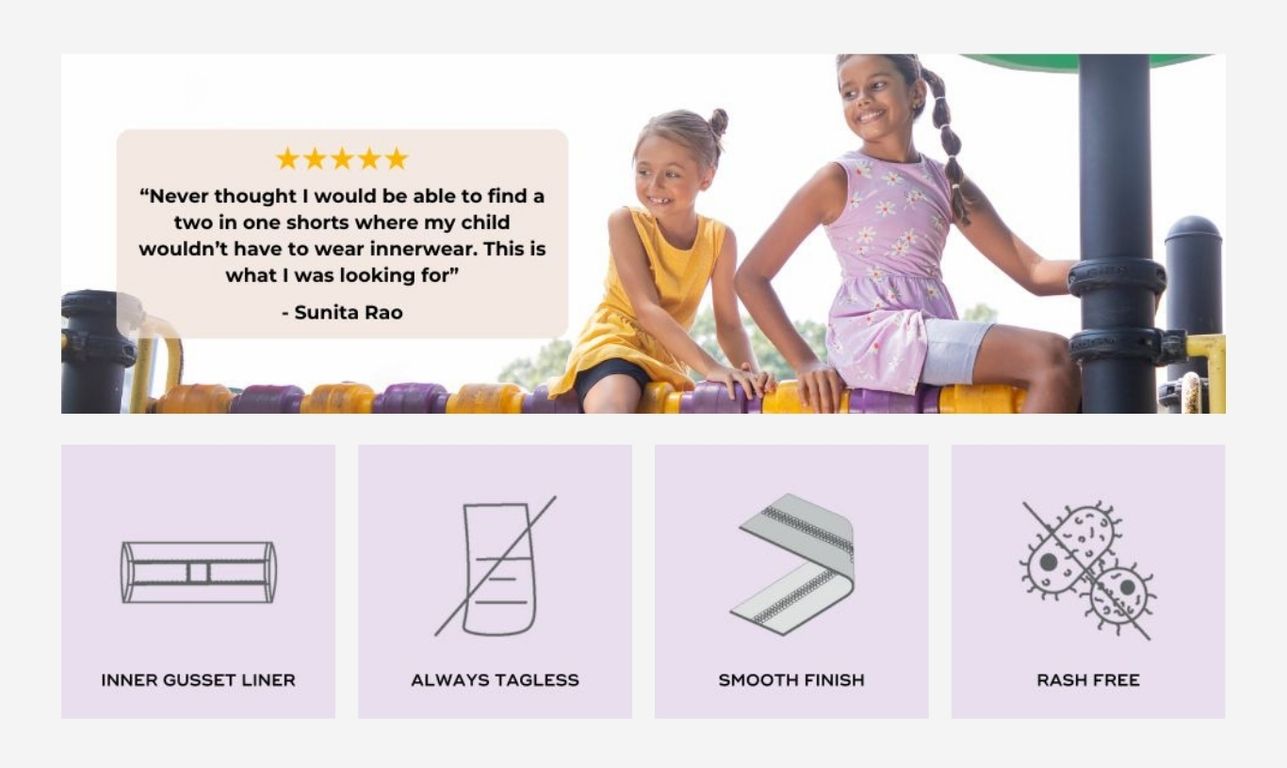 “Never thought I would be able to find a
two in one shorts where my child
wouldn’t have to wear innerwear. This is
what I was looking for”
- Sunita Rao
INNER GUSSET LINER
ALWAYS TAGLESS
SMOOTH FINISH
RASH FREE